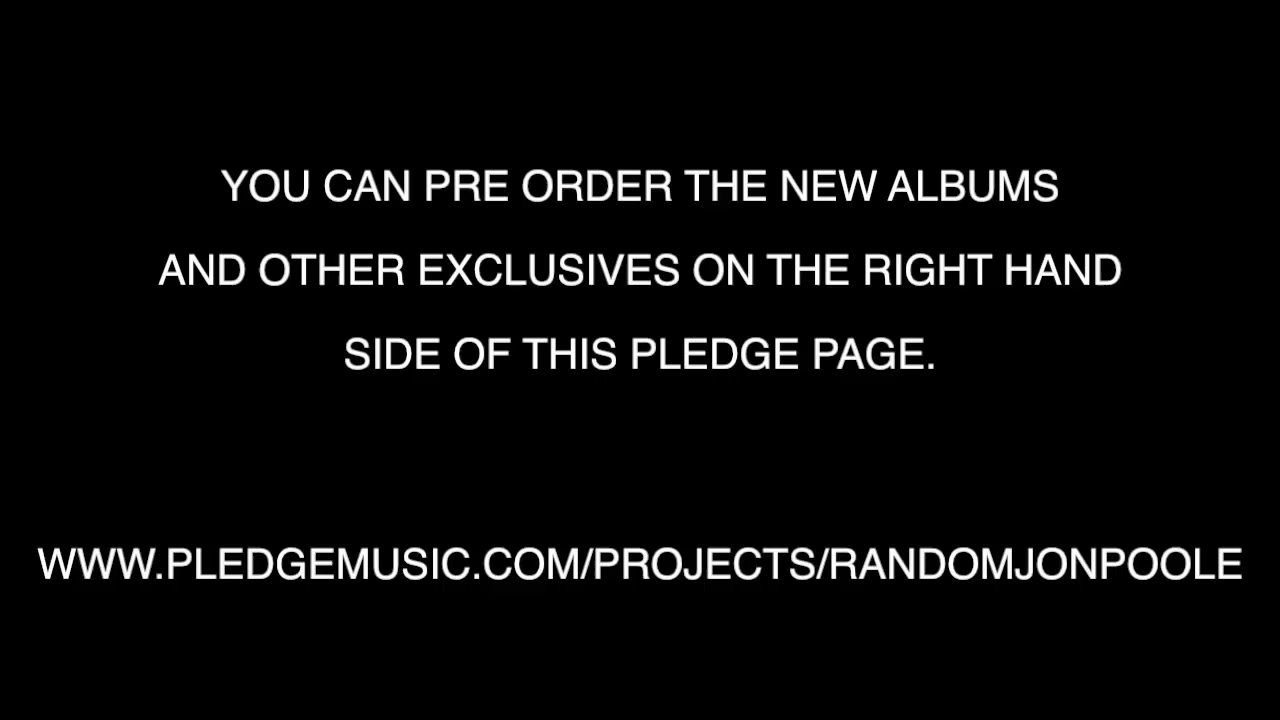 YOU CAN PRE ORDER THE NEW ALBUMS
AND OTHER EXCLUSIVES ON THE RIGHT HAND
SIDE OF THIS PLEDGE PAGE.
WWW.PLEDGEMUSIC.COM/PROJECTS/RANDOMJONPOOLE